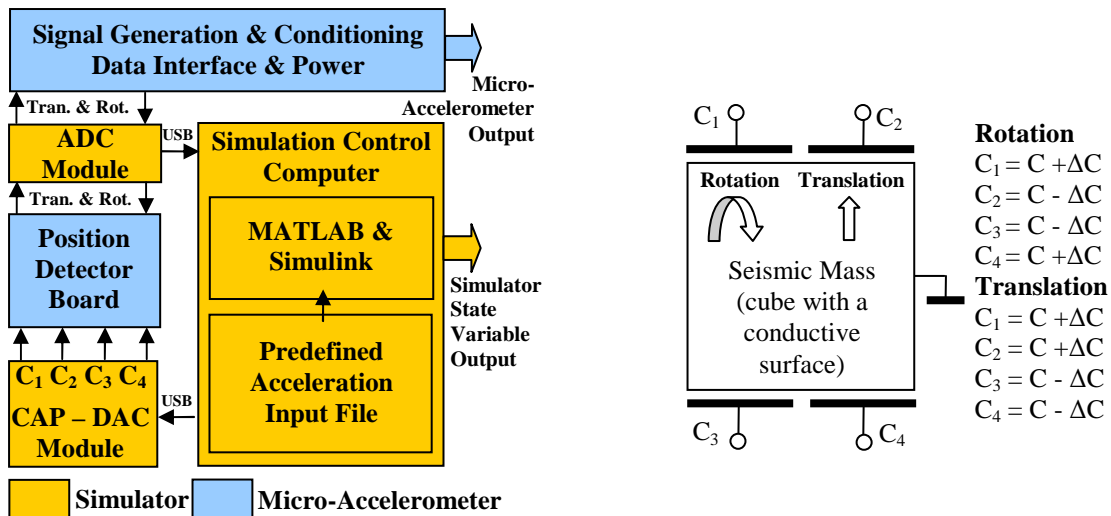 Signal Generation & Conditioning
Data Interface & Power
Micro-
Accelerometer
Output
Tran. & Rot.
ADC
Module
USB
Tran. & Rot.
Position
Detector
Board
C₁ C₂ C₃ C₄
CAP – DAC
Module
USB
Simulation Control
Computer
MATLAB &
Simulink
Predefined
Acceleration
Input File
Simulator
State
Variable
Output
Simulator
Micro-Accelerometer
C₁
C₂
Rotation
Translation
Seismic Mass
(cube with a
conductive
surface)
C₃
C₄
Rotation
C₁ = C +ΔC
C₂ = C - ΔC
C₃ = C - ΔC
C₄ = C +ΔC
Translation
C₁ = C +ΔC
C₂ = C +ΔC
C₃ = C - ΔC
C₄ = C - ΔC